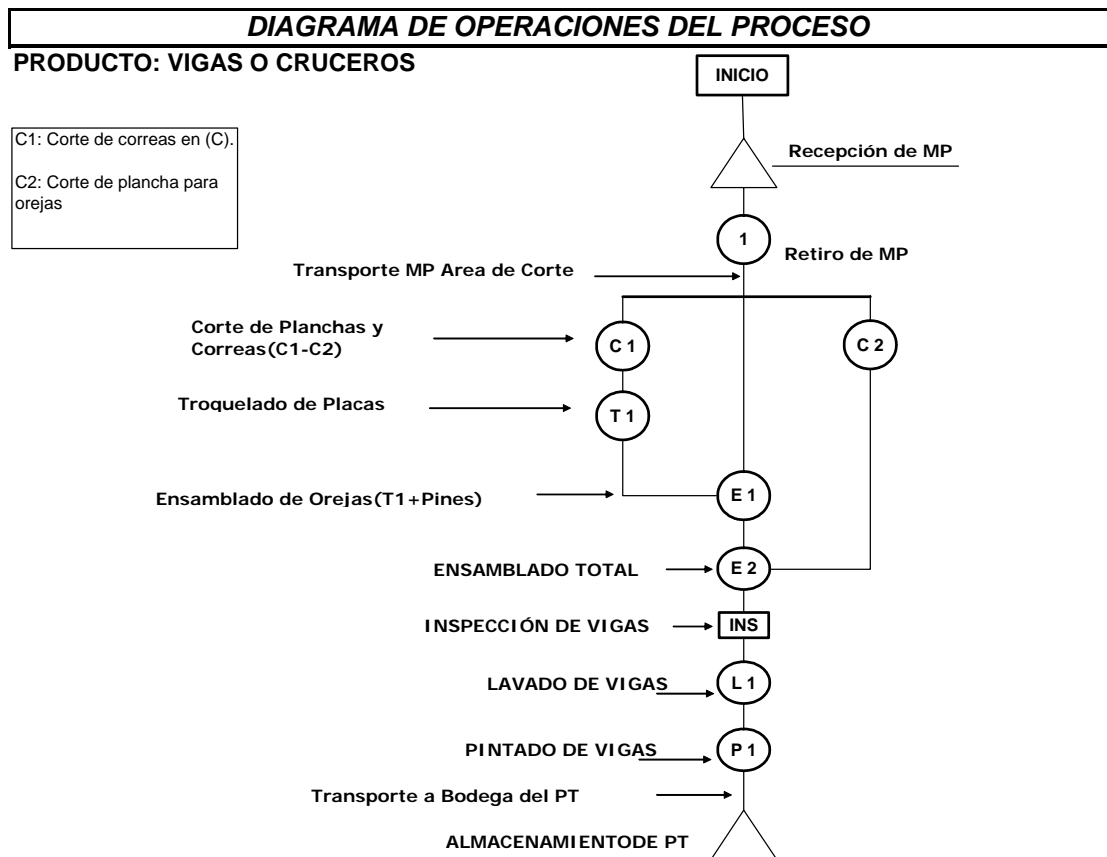 DIAGRAMA DE OPERACIONES DEL PROCESO
PRODUCTO: VIGAS O CRUCEROS
INICIO
C1: Corte de correas en (C).
C2: Corte de plancha para
orejas
Recepción de MP
1
Retiro de MP
Transporte MP Area de Corte
Corte de Planchas y
Correas(C1-C2)
C 1
C 2
Troquelado de Placas
T 1
Ensamblado de Orejas(T1+Pines)
E 1
ENSAMBLADO TOTAL
E 2
INSPECCIÓN DE VIGAS
INS
LAVADO DE VIGAS
L 1
PINTADO DE VIGAS
P 1
Transporte a Bodega del PT
ALMACENAMIENTODE PT